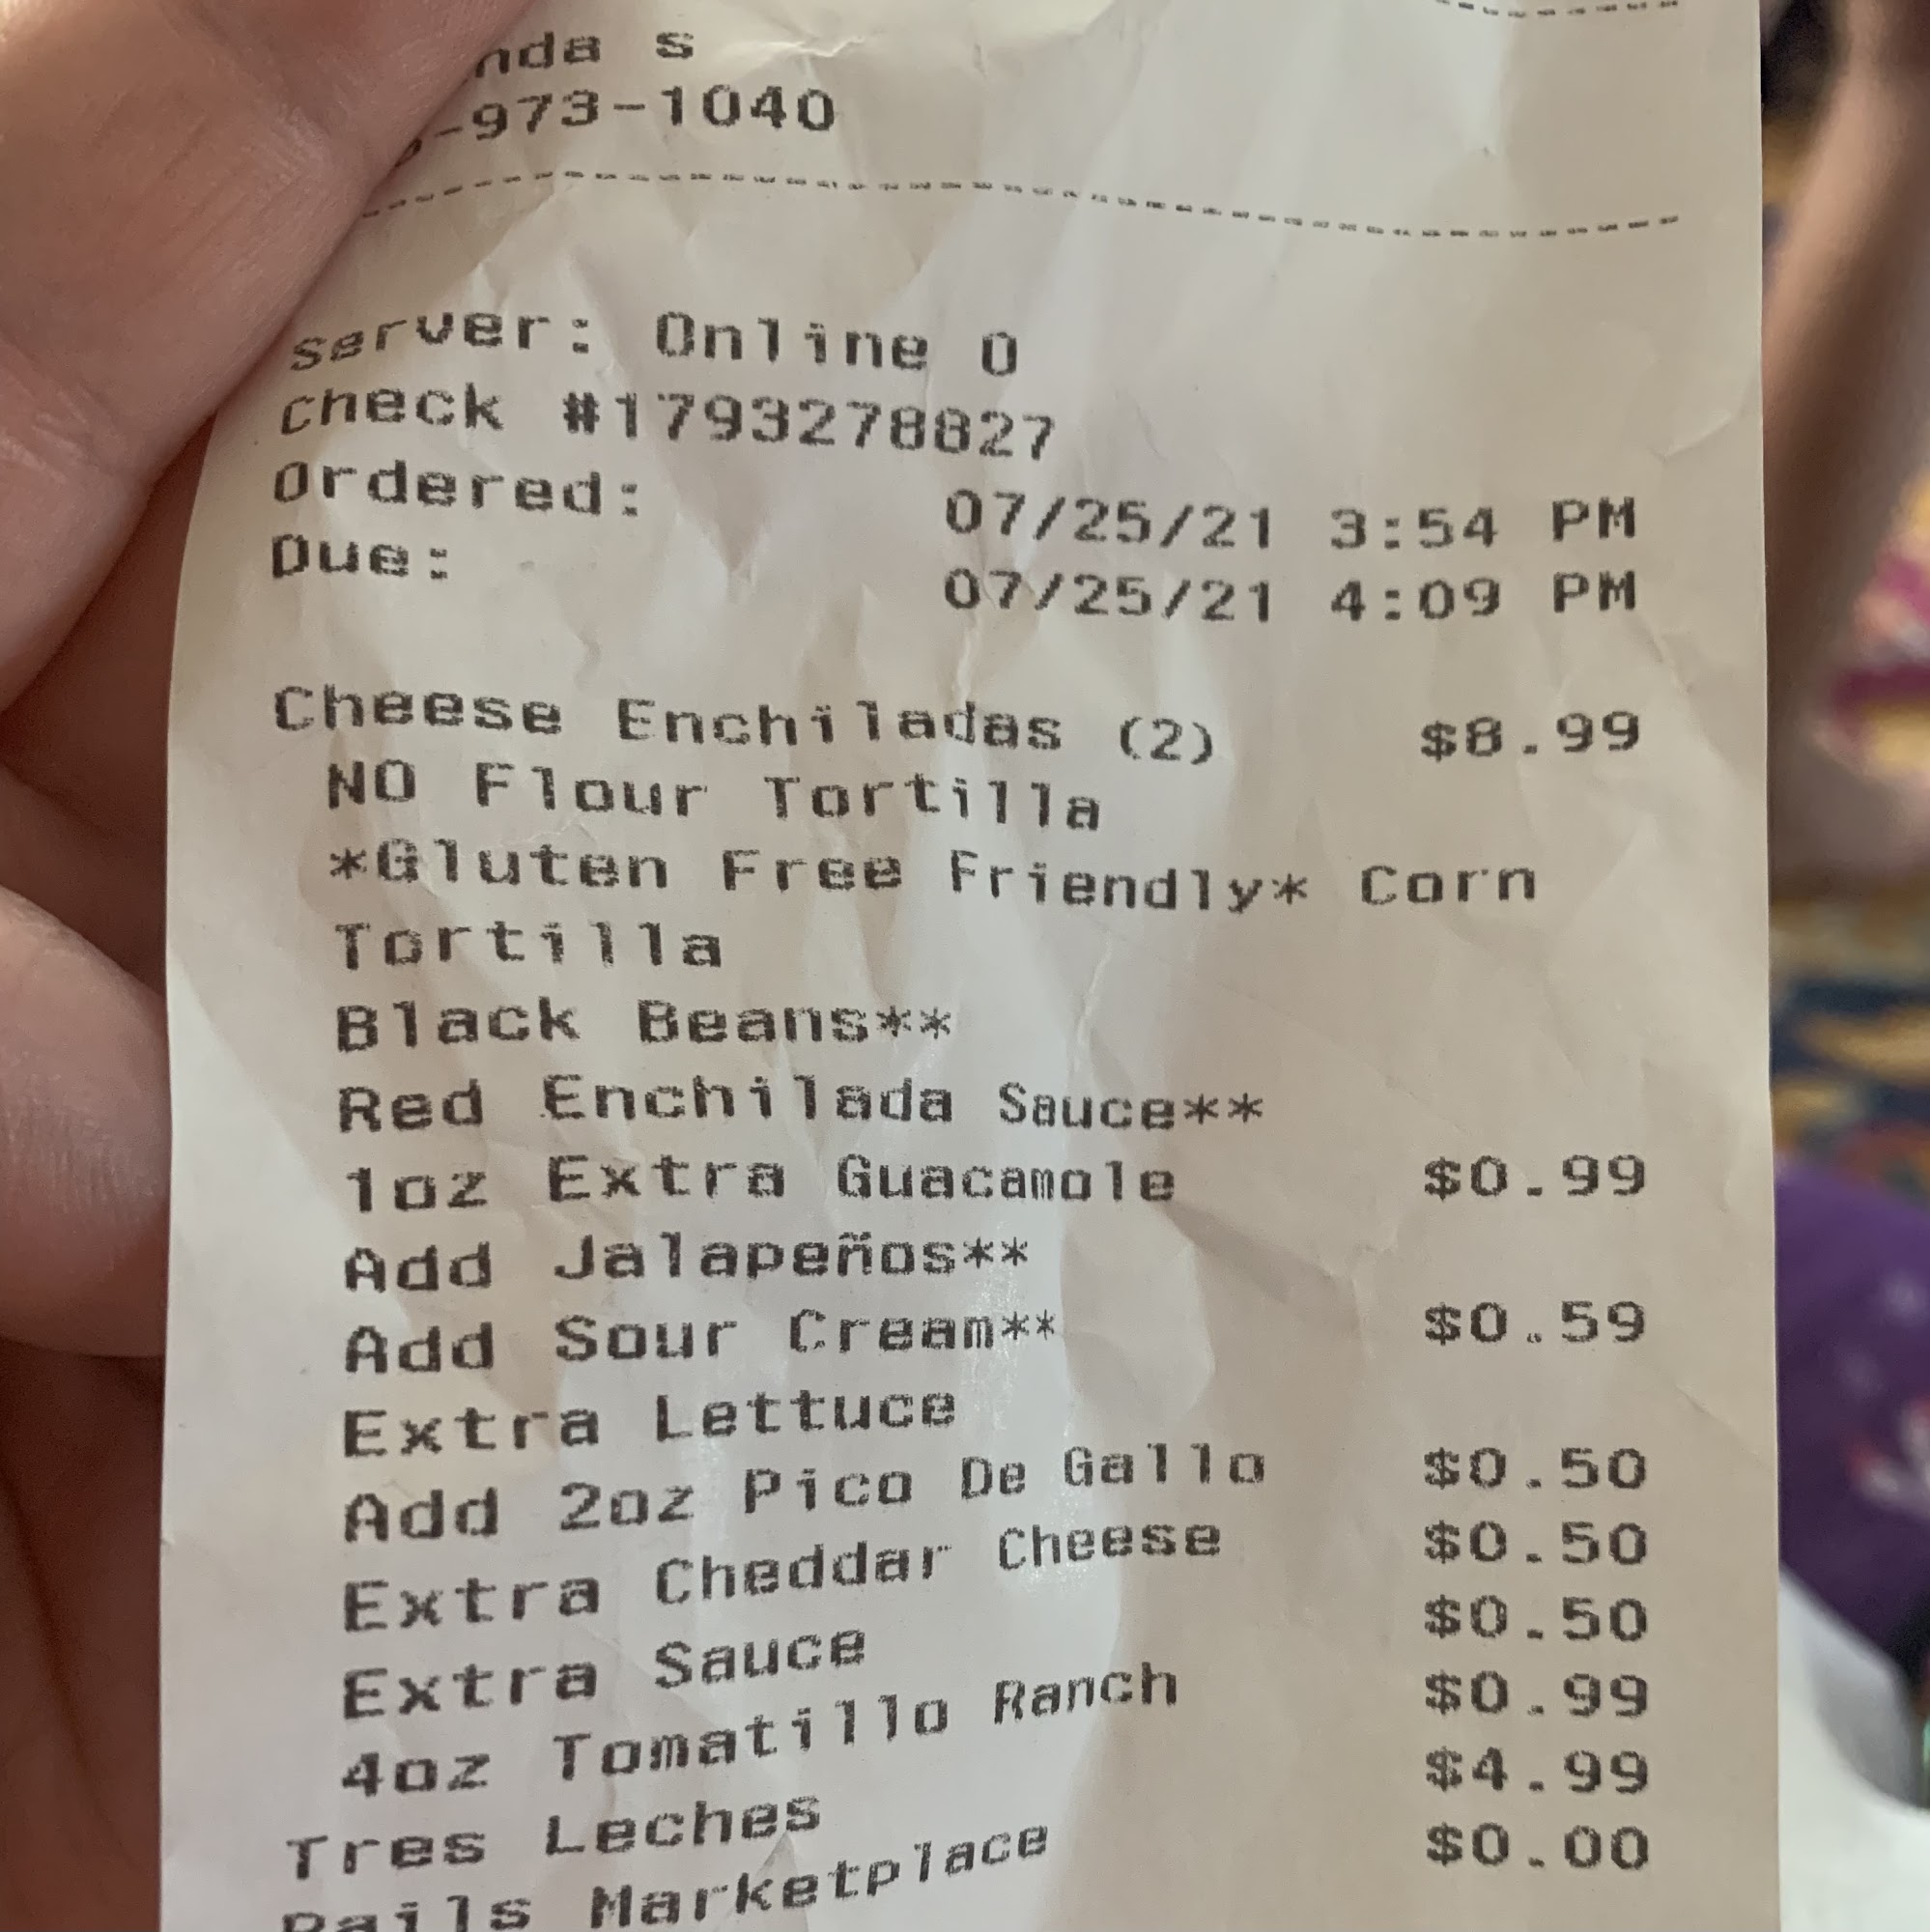 s
-973-1040
Server: Online O
Check #1793278827
Ordered: 07/25/21 3:54 PM
Due: 07/25/21 4:09 PM
Cheese Enchiladas (2) $8.99
NO Flour Tortilla
*Gluten Free Friendly* Corn
Tortilla
Black Beans**
Red Enchilada Sauce**
1oz Extra Guacamole $0.99
Add Jalapeños**
Add Sour Cream** $0.59
Extra Lettuce
Add 2oz Pico De Gallo $0.50
Extra Cheddar Cheese $0.50
Extra Sauce $0.50
4oz Tomatillo Ranch $0.99
Tres Leches $4.99
Rails Marketplace $0.00